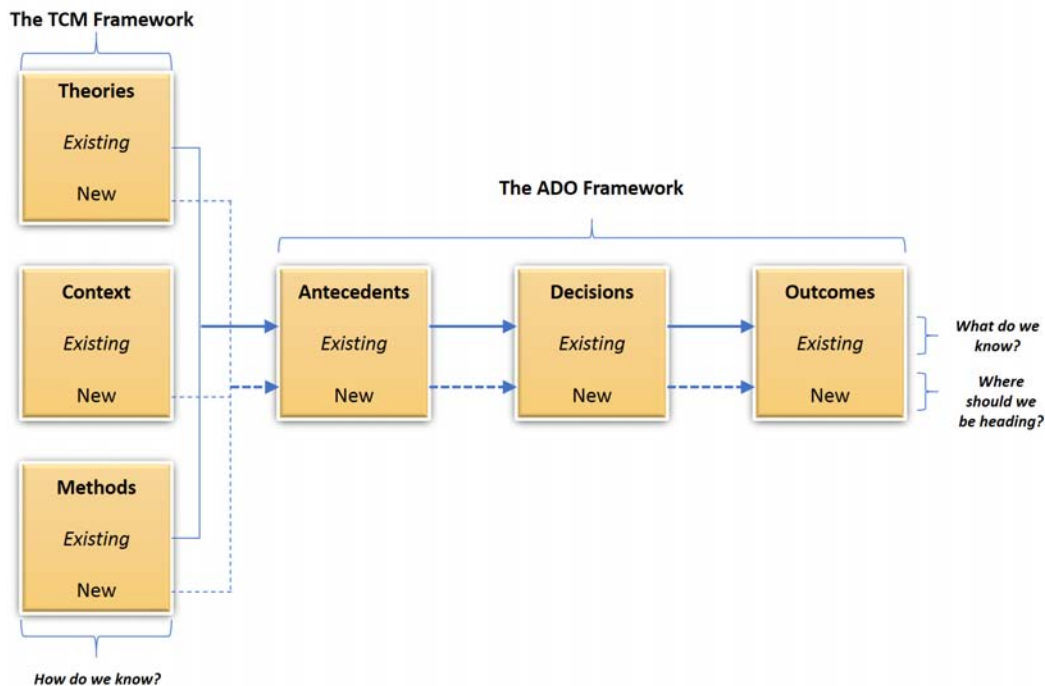 The TCM Framework
Theories
Existing
New
The ADO Framework
Context
Existing
New
Antecedents
Existing
New
Decisions
Existing
New
Outcomes
Existing
New
What do we
know?
Where
should we
be heading?
Methods
Existing
New
How do we know?